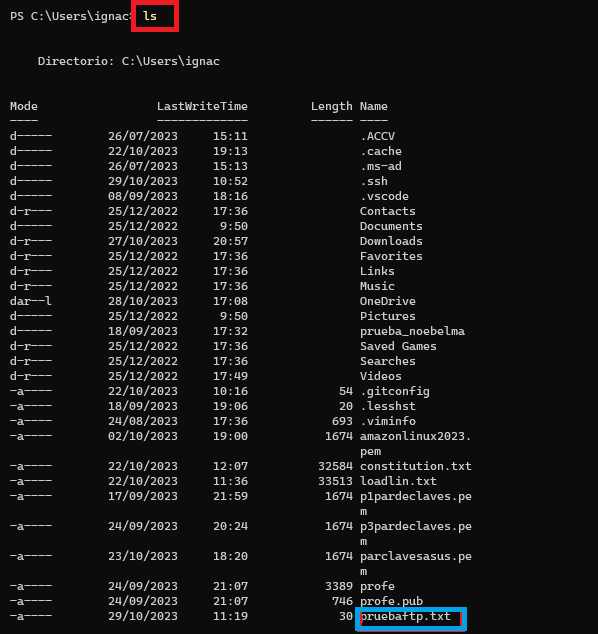 PS C:\Users\ignac> ls
Directorio: C:\Users\ignac
Mode                 LastWriteTime         Length Name
----                 -------------         ------ ----
d-----        26/07/2023     15:11                .ACCV
d-----        22/10/2023     19:13                .cache
d-----        26/07/2023     15:13                .ms-ad
d-----        29/10/2023     10:52                .ssh
d-----        08/09/2023     18:16                .vscode
d-r---        25/12/2022     17:36                Contacts
d-----        25/12/2022      9:50                Documents
d-r---        27/10/2023     20:57                Downloads
d-r---        25/12/2022     17:36                Favorites
d-r---        25/12/2022     17:36                Links
d-r---        25/12/2022     17:36                Music
dar--l        28/10/2023     17:08                OneDrive
d-----        25/12/2022      9:50                Pictures
d-----        18/09/2023     17:32                prueba_noebelma
d-r---        25/12/2022     17:36                Saved Games
d-r---        25/12/2022     17:36                Searches
d-r---        25/12/2022     17:49                Videos
-a----        22/10/2023     10:16             54 .gitconfig
-a----        18/09/2023     19:06             20 .lesshst
-a----        24/08/2023     17:36            693 .viminfo
-a----        02/10/2023     19:00           1674 amazonlinux2023.
pem
-a----        22/10/2023     12:07          32584 constitution.txt
-a----        22/10/2023     11:36          33513 loadlin.txt
-a----        17/09/2023     21:59           1674 p1pardeclaves.pe
m
-a----        24/09/2023     20:24           1674 p3pardeclaves.pe
m
-a----        23/10/2023     18:20           1674 parclavesasus.pe
m
-a----        24/09/2023     21:07           3389 profe
-a----        24/09/2023     21:07            746 profe.pub
-a----        29/10/2023     11:19             30 pruebaftp.txt